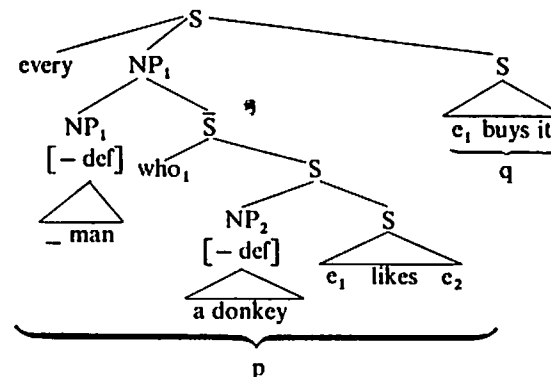 S
every NP₁ S
NP₁ S̄ e₁ buys it
[− def] who₁ S q
_ man NP₂ S
[− def] e₁ likes e₂
a donkey
p